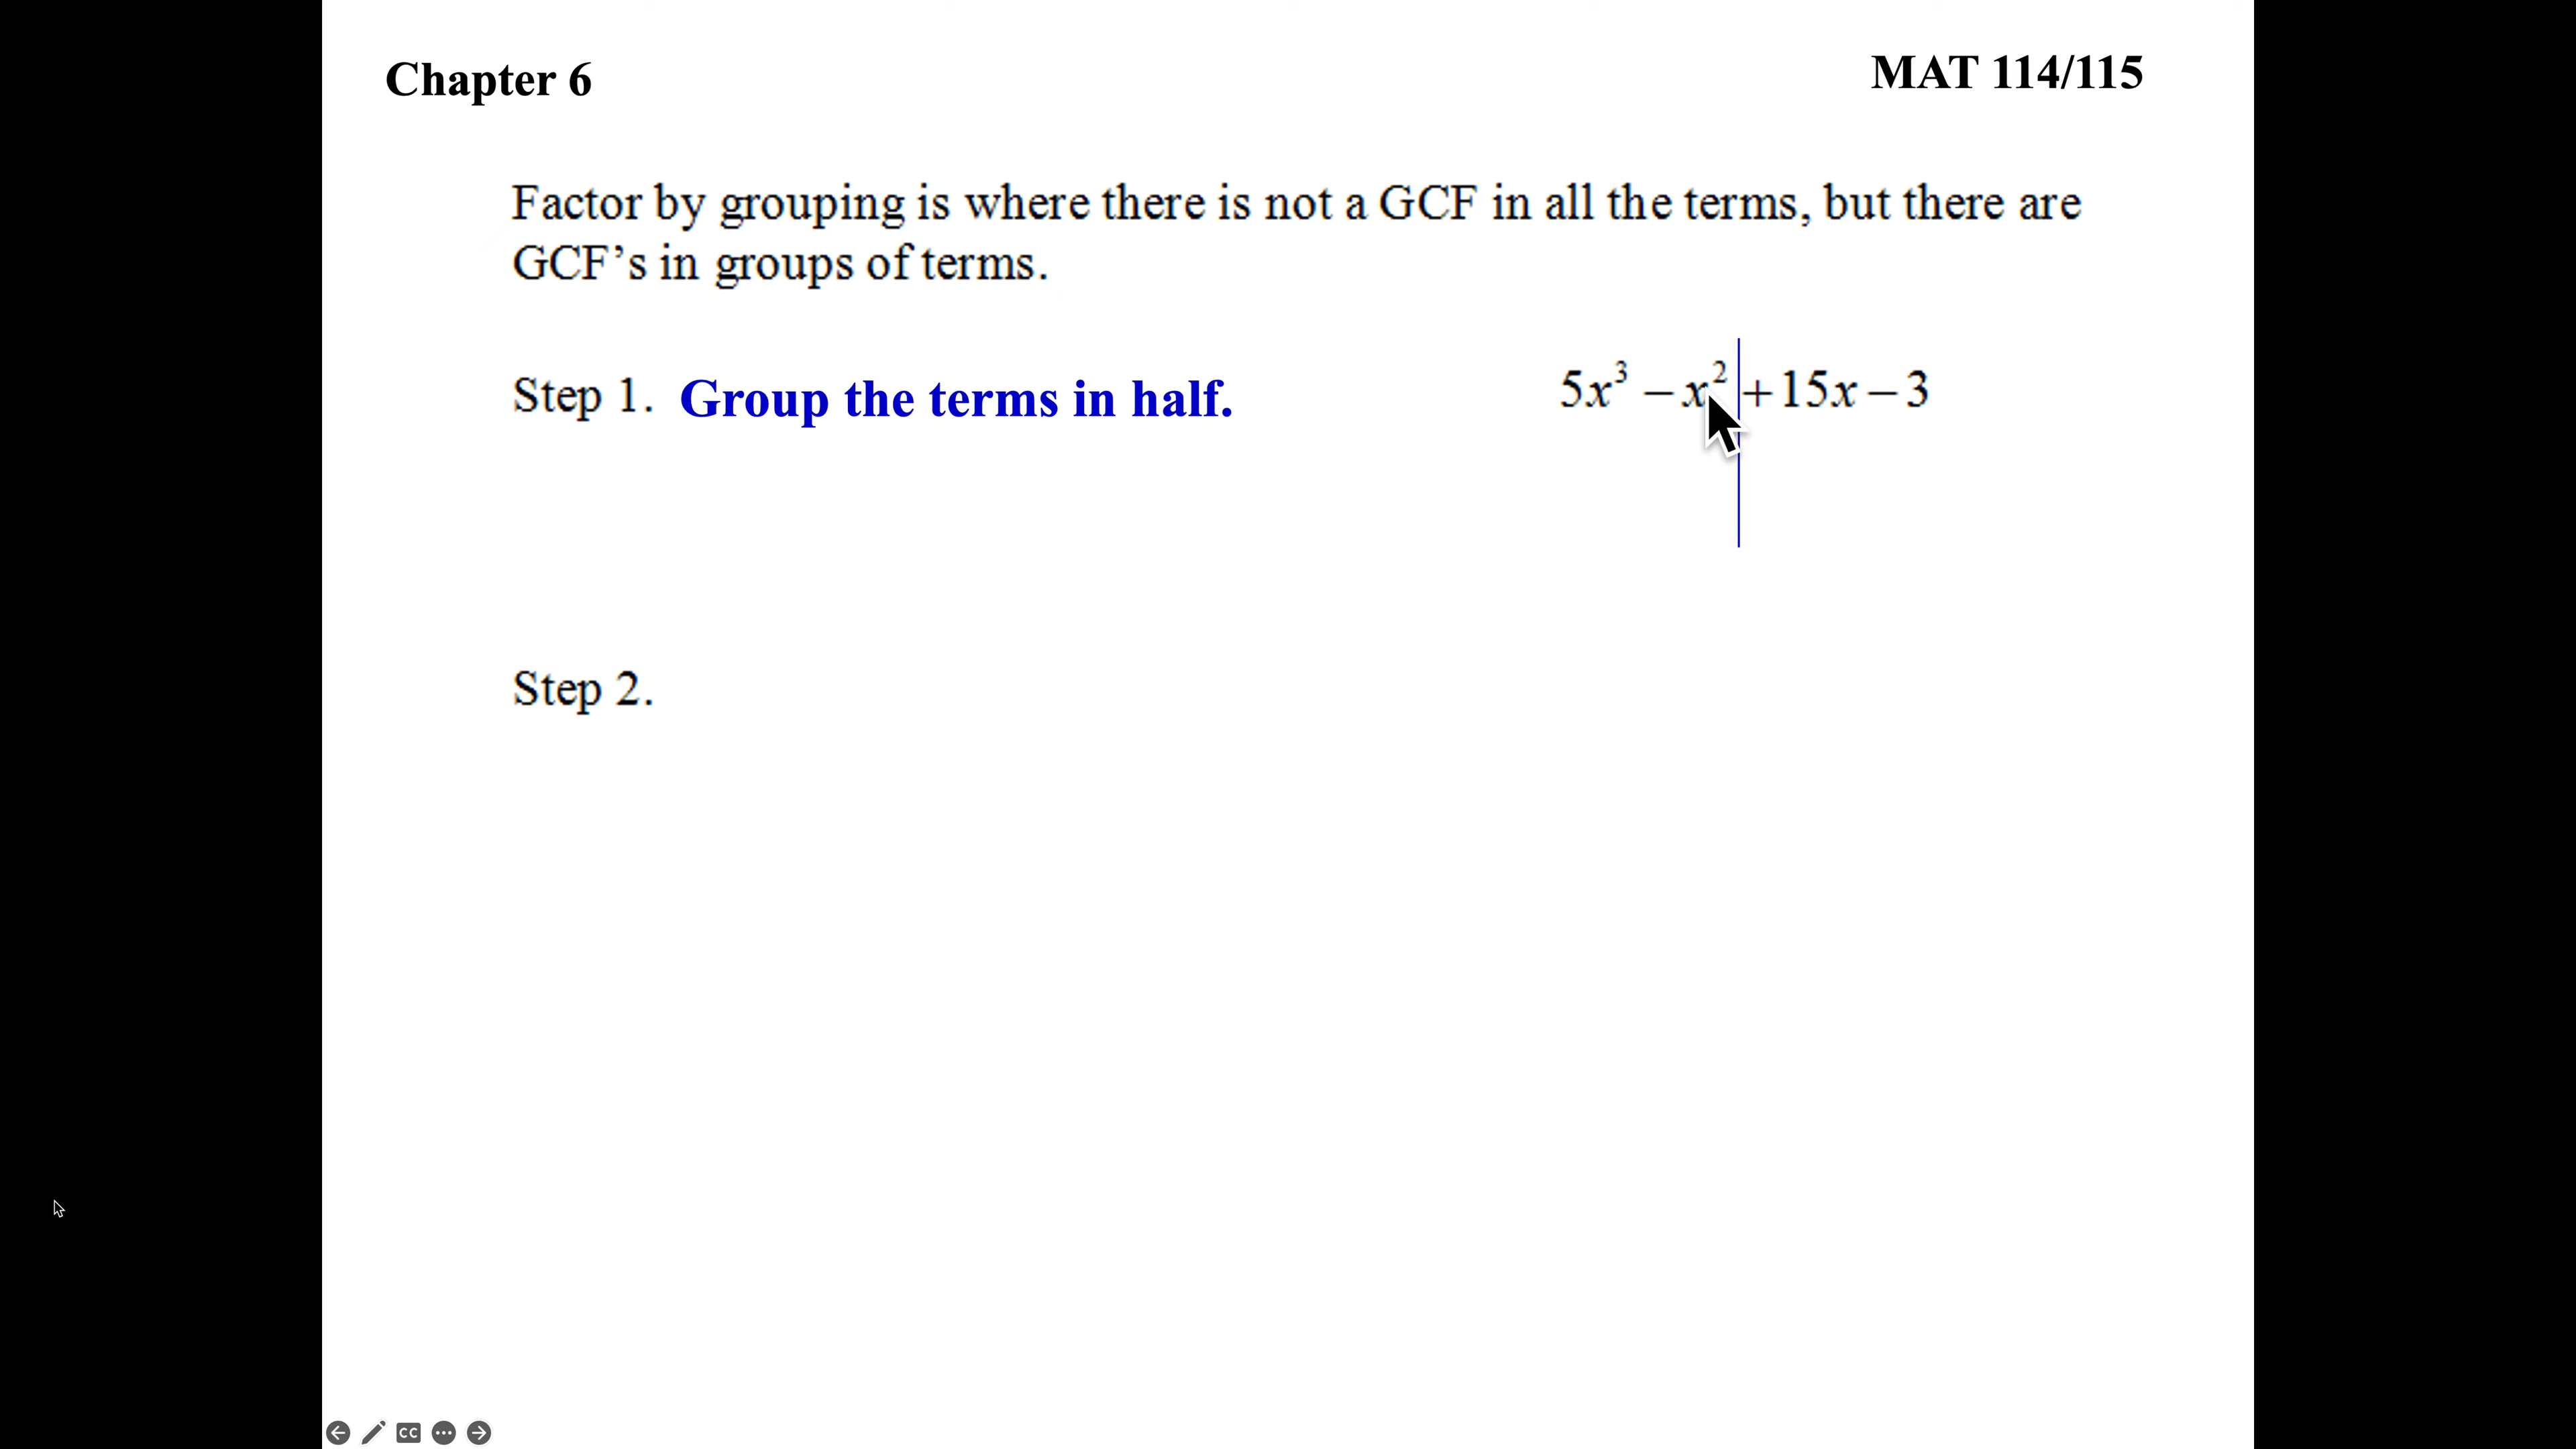 Chapter 6
MAT 114/115
Factor by grouping is where there is not a GCF in all the terms, but there are
GCF’s in groups of terms.
Step 1. Group the terms in half.
5x³ − x² + 15x − 3
Step 2.
CC